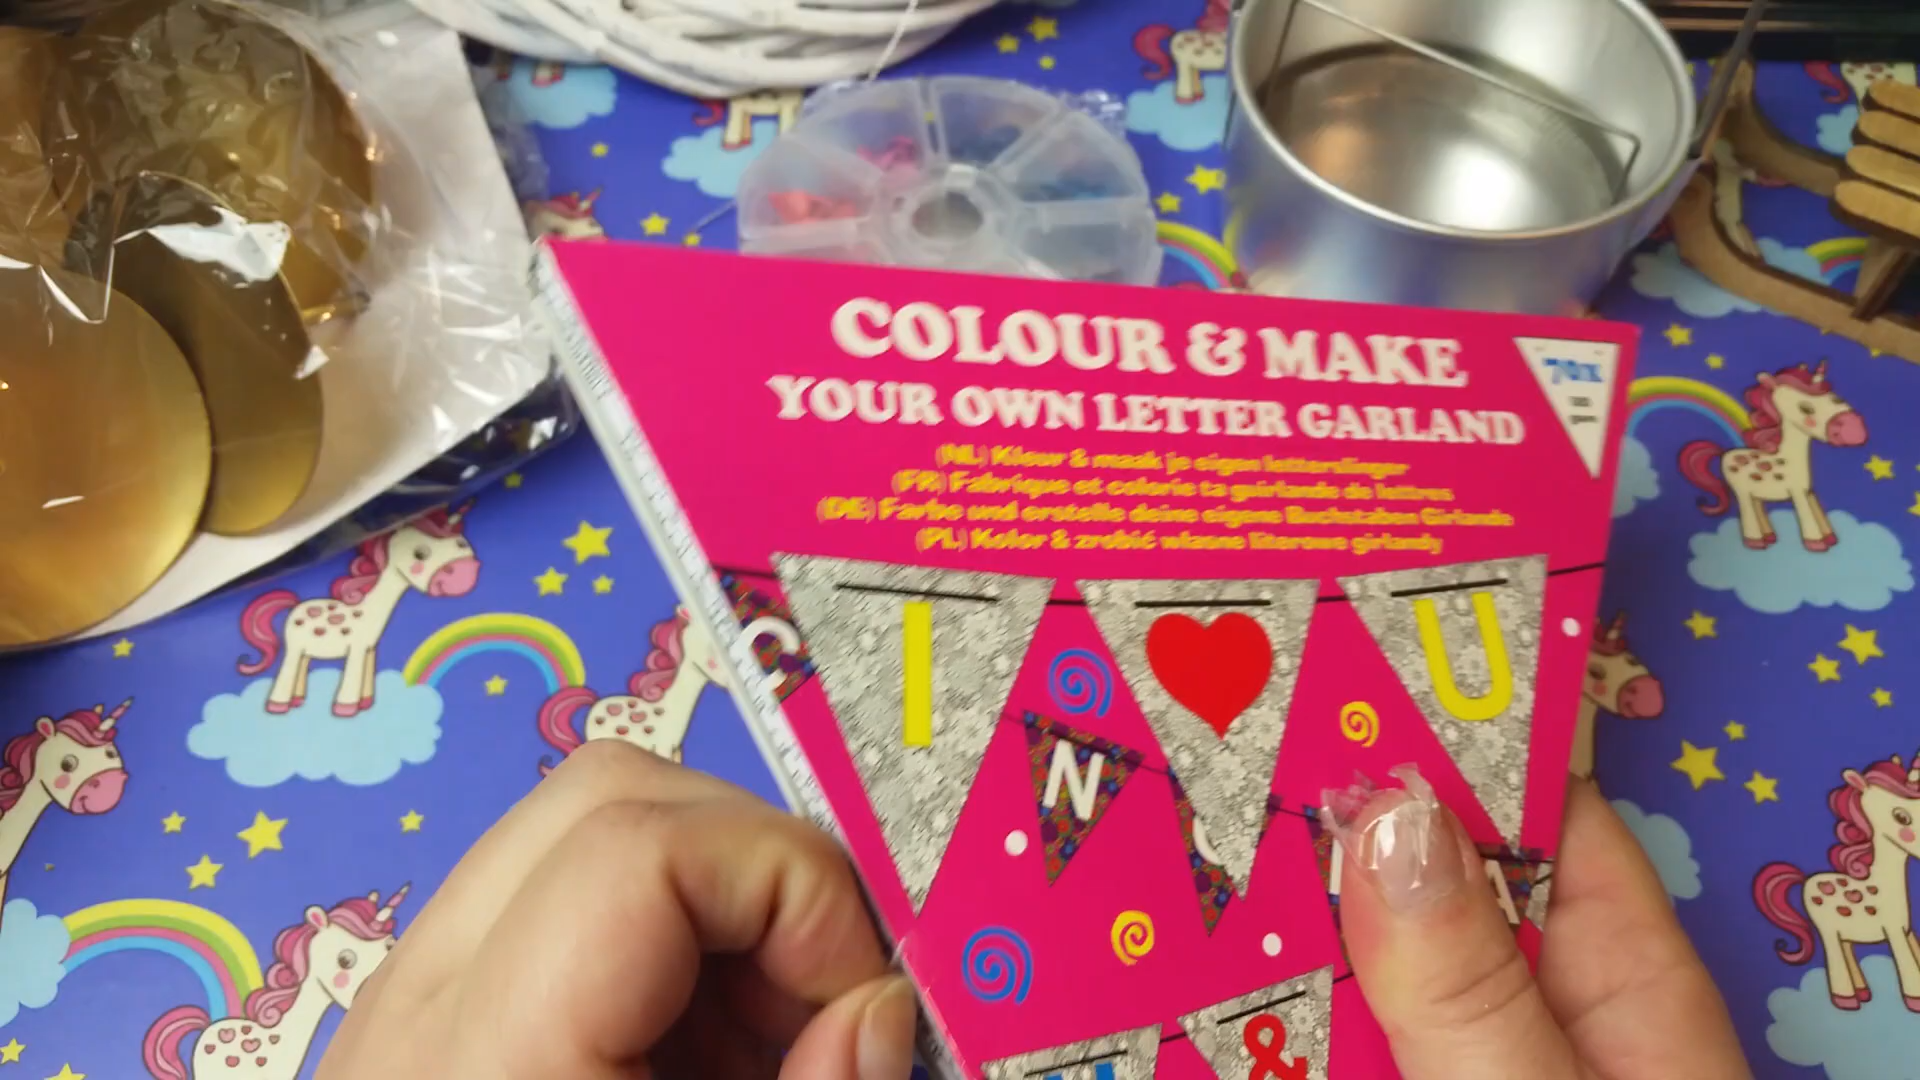 COLOUR & MAKE
YOUR OWN LETTER GARLAND
70x
(NL) Kleur & maak je eigen letterslinger
(FR) Fabrique et colorie ta guirlande de lettres
(DE) Farbe und erstelle deine eigene Buchstaben Girlande
(PL) Kolor & zrobić własne literowe girlandy
I ♥ U
C
N
A
&